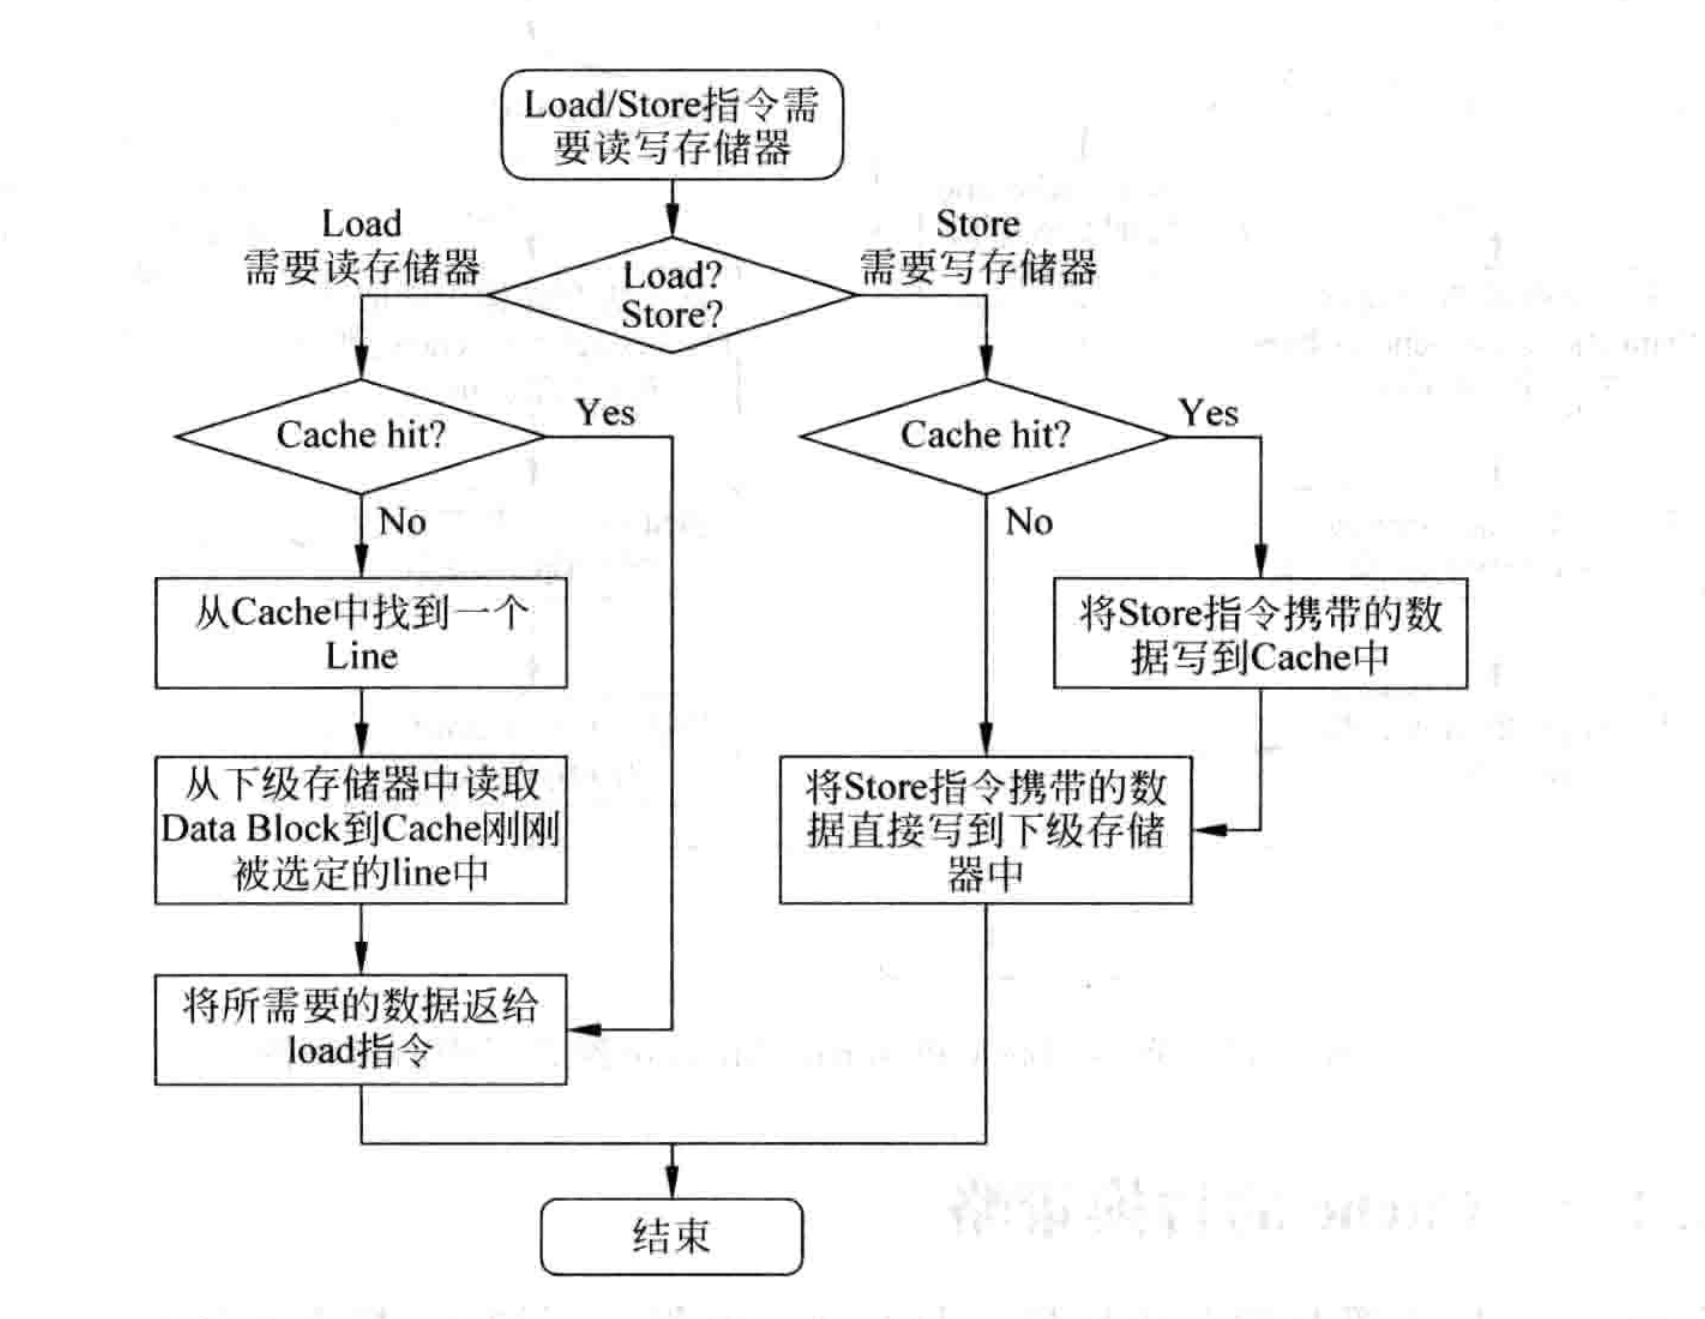 Load/Store指令需
要读写存储器
Load
需要读存储器
Store
需要写存储器
Load?
Store?
Cache hit?
Yes
Cache hit?
Yes
No
No
从Cache中找到一个
Line
将Store指令携带的数
据写到Cache中
从下级存储器中读取
Data Block到Cache刚刚
被选定的line中
将Store指令携带的数
据直接写到下级存储
器中
将所需要的数据返给
load指令
结束